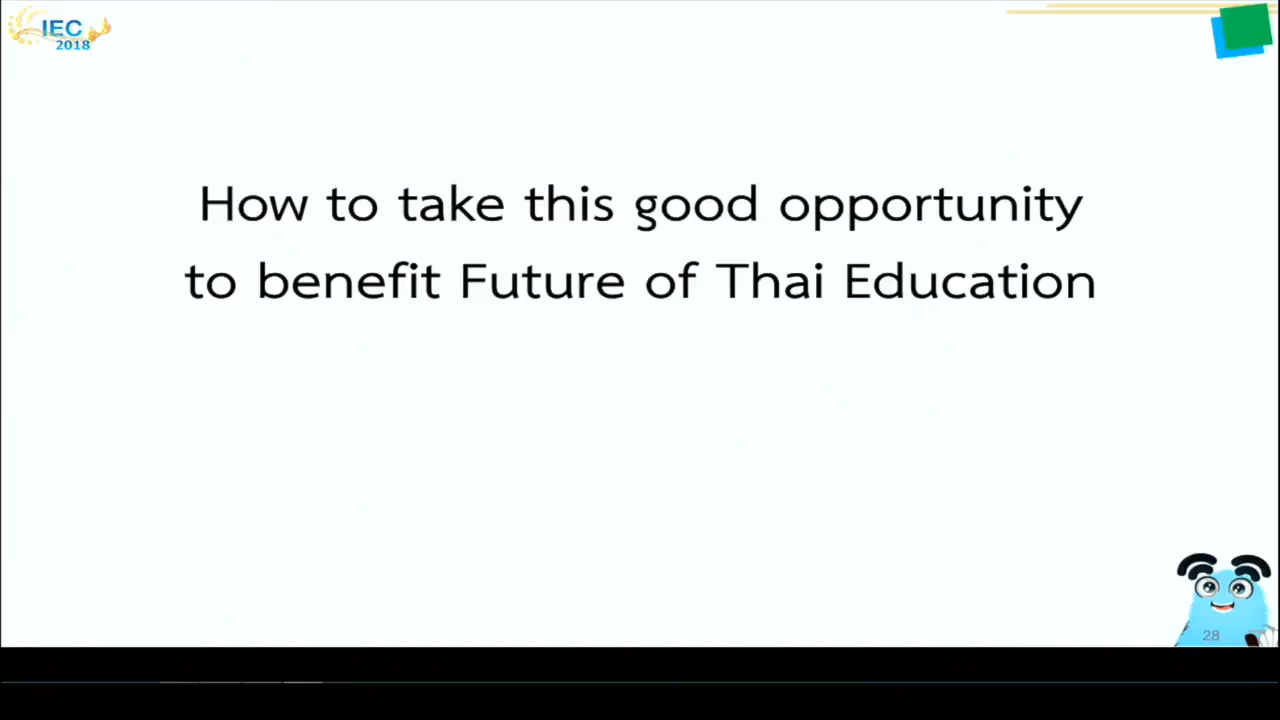 IEC
2018
How to take this good opportunity
to benefit Future of Thai Education
28